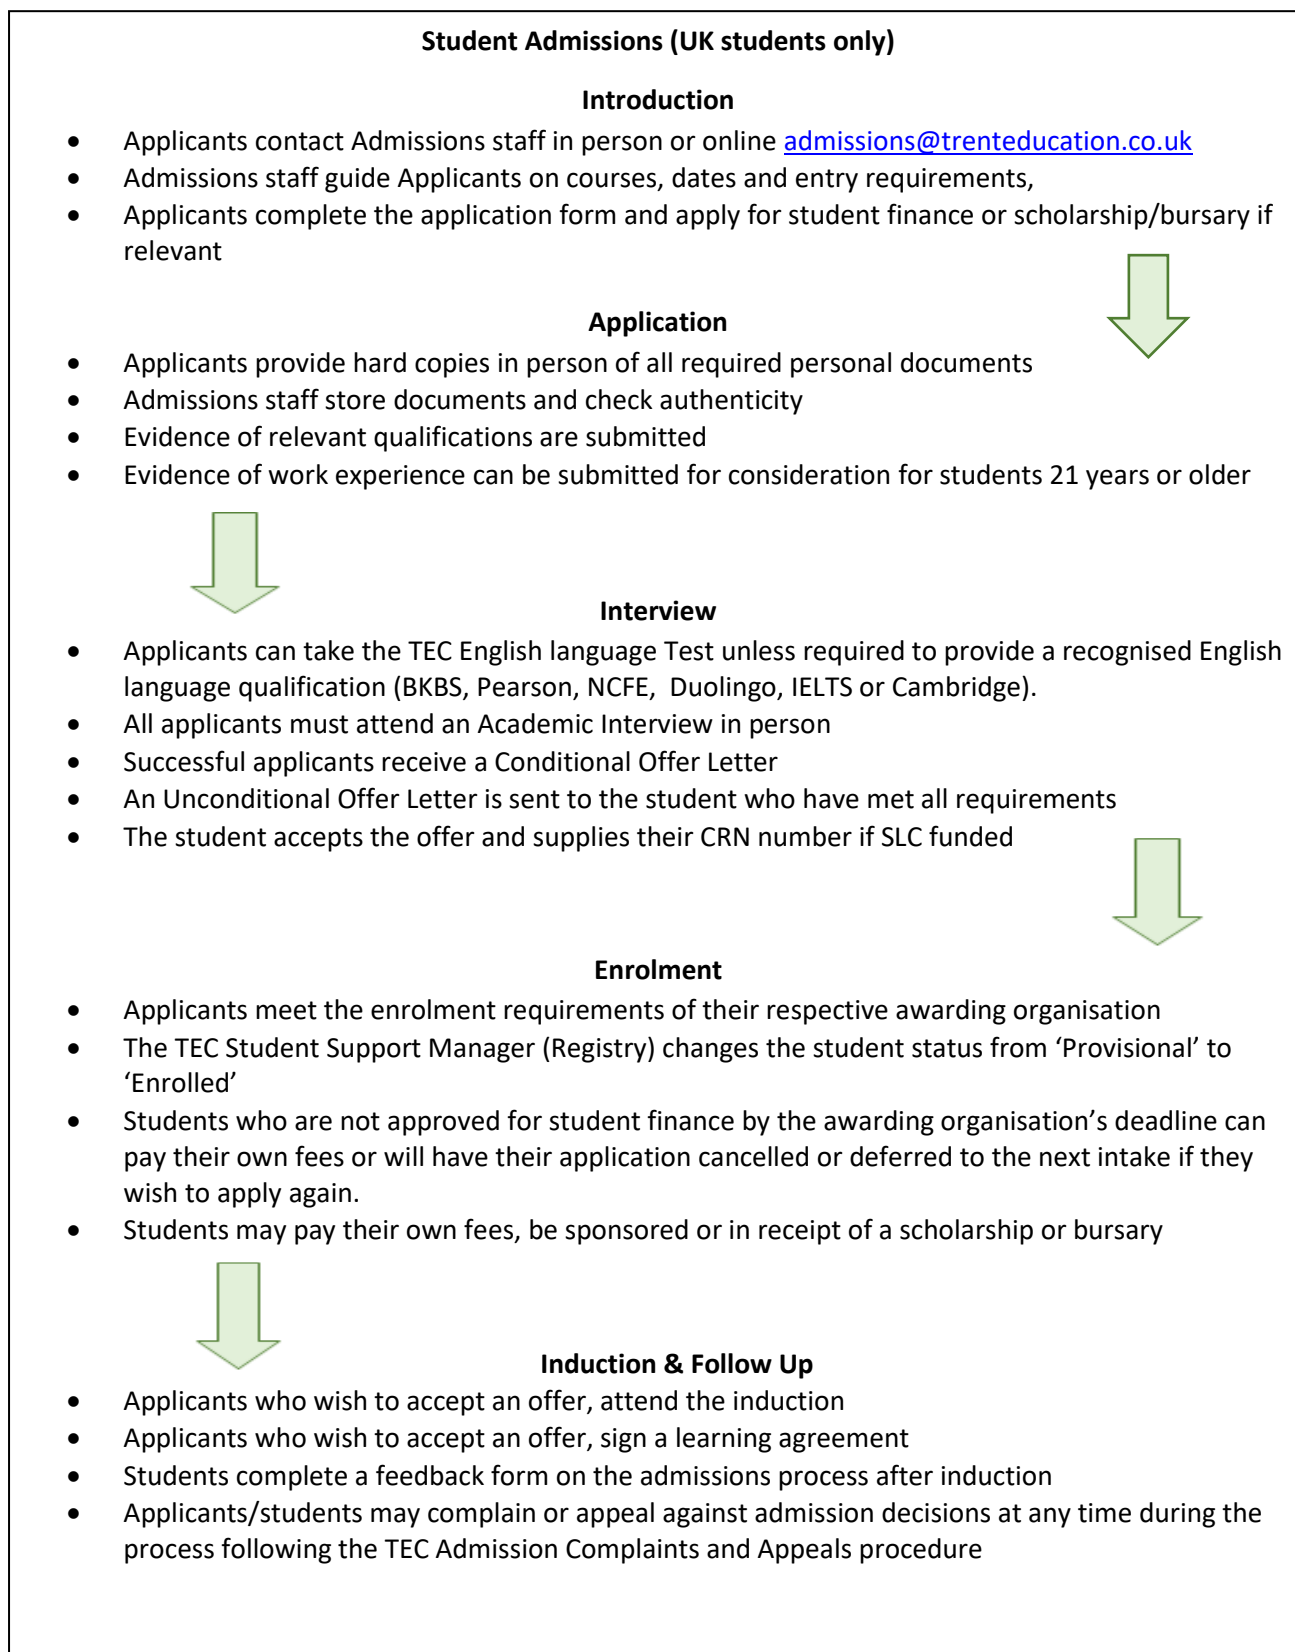 Student Admissions (UK students only)
Introduction
• Applicants contact Admissions staff in person or online admissions@trenteducation.co.uk
• Admissions staff guide Applicants on courses, dates and entry requirements,
• Applicants complete the application form and apply for student finance or scholarship/bursary if
relevant
Application
• Applicants provide hard copies in person of all required personal documents
• Admissions staff store documents and check authenticity
• Evidence of relevant qualifications are submitted
• Evidence of work experience can be submitted for consideration for students 21 years or older
Interview
• Applicants can take the TEC English language Test unless required to provide a recognised English
language qualification (BKBS, Pearson, NCFE, Duolingo, IELTS or Cambridge).
• All applicants must attend an Academic Interview in person
• Successful applicants receive a Conditional Offer Letter
• An Unconditional Offer Letter is sent to the student who have met all requirements
• The student accepts the offer and supplies their CRN number if SLC funded
Enrolment
• Applicants meet the enrolment requirements of their respective awarding organisation
• The TEC Student Support Manager (Registry) changes the student status from ‘Provisional’ to
‘Enrolled’
• Students who are not approved for student finance by the awarding organisation’s deadline can
pay their own fees or will have their application cancelled or deferred to the next intake if they
wish to apply again.
• Students may pay their own fees, be sponsored or in receipt of a scholarship or bursary
Induction & Follow Up
• Applicants who wish to accept an offer, attend the induction
• Applicants who wish to accept an offer, sign a learning agreement
• Students complete a feedback form on the admissions process after induction
• Applicants/students may complain or appeal against admission decisions at any time during the
process following the TEC Admission Complaints and Appeals procedure